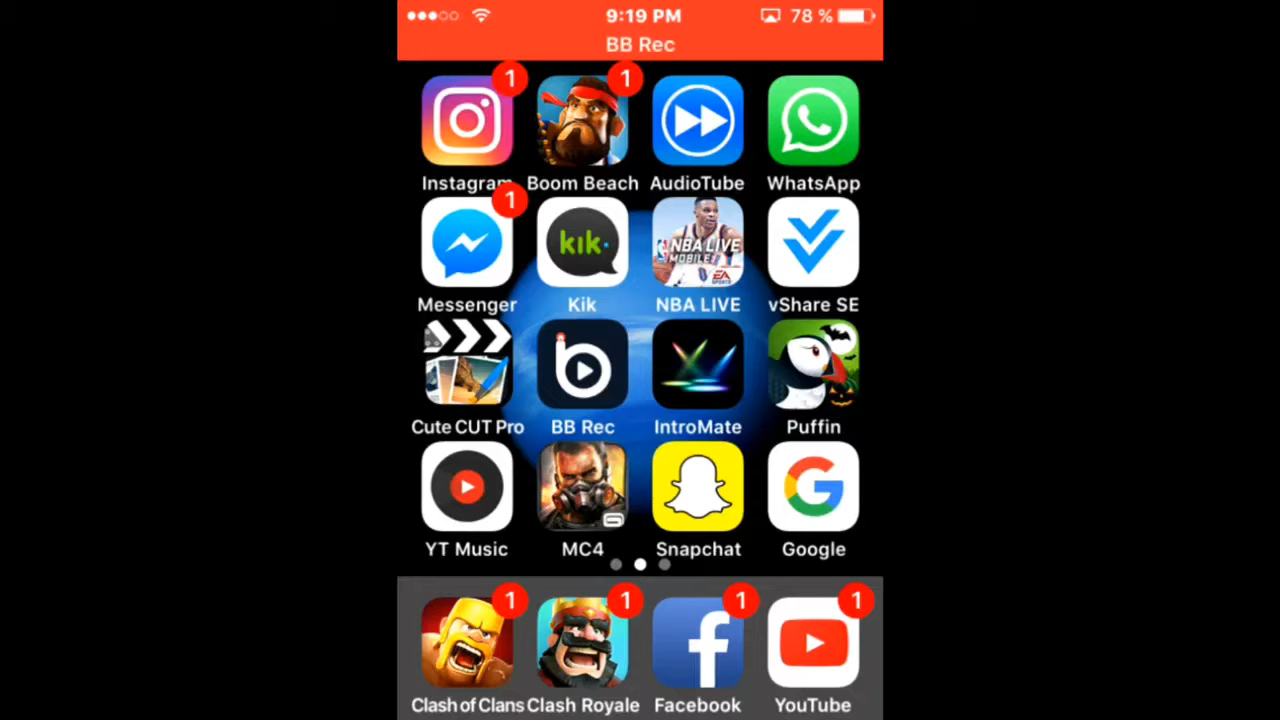 9:19 PM 78 %
BB Rec
1 1
Instagram Boom Beach AudioTube WhatsApp
1
kik.
NBA LIVE
MOBILE
EA
SPORTS
Messenger Kik NBA LIVE vShare SE
b
Cute CUT Pro BB Rec IntroMate Puffin
G
YT Music MC4 Snapchat Google
1 1 1 1
f
Clash of Clans Clash Royale Facebook YouTube